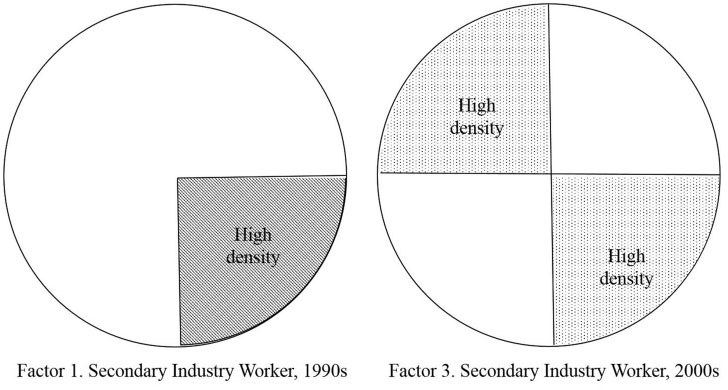 High
density
High
density
High
density
Factor 1. Secondary Industry Worker, 1990s
Factor 3. Secondary Industry Worker, 2000s